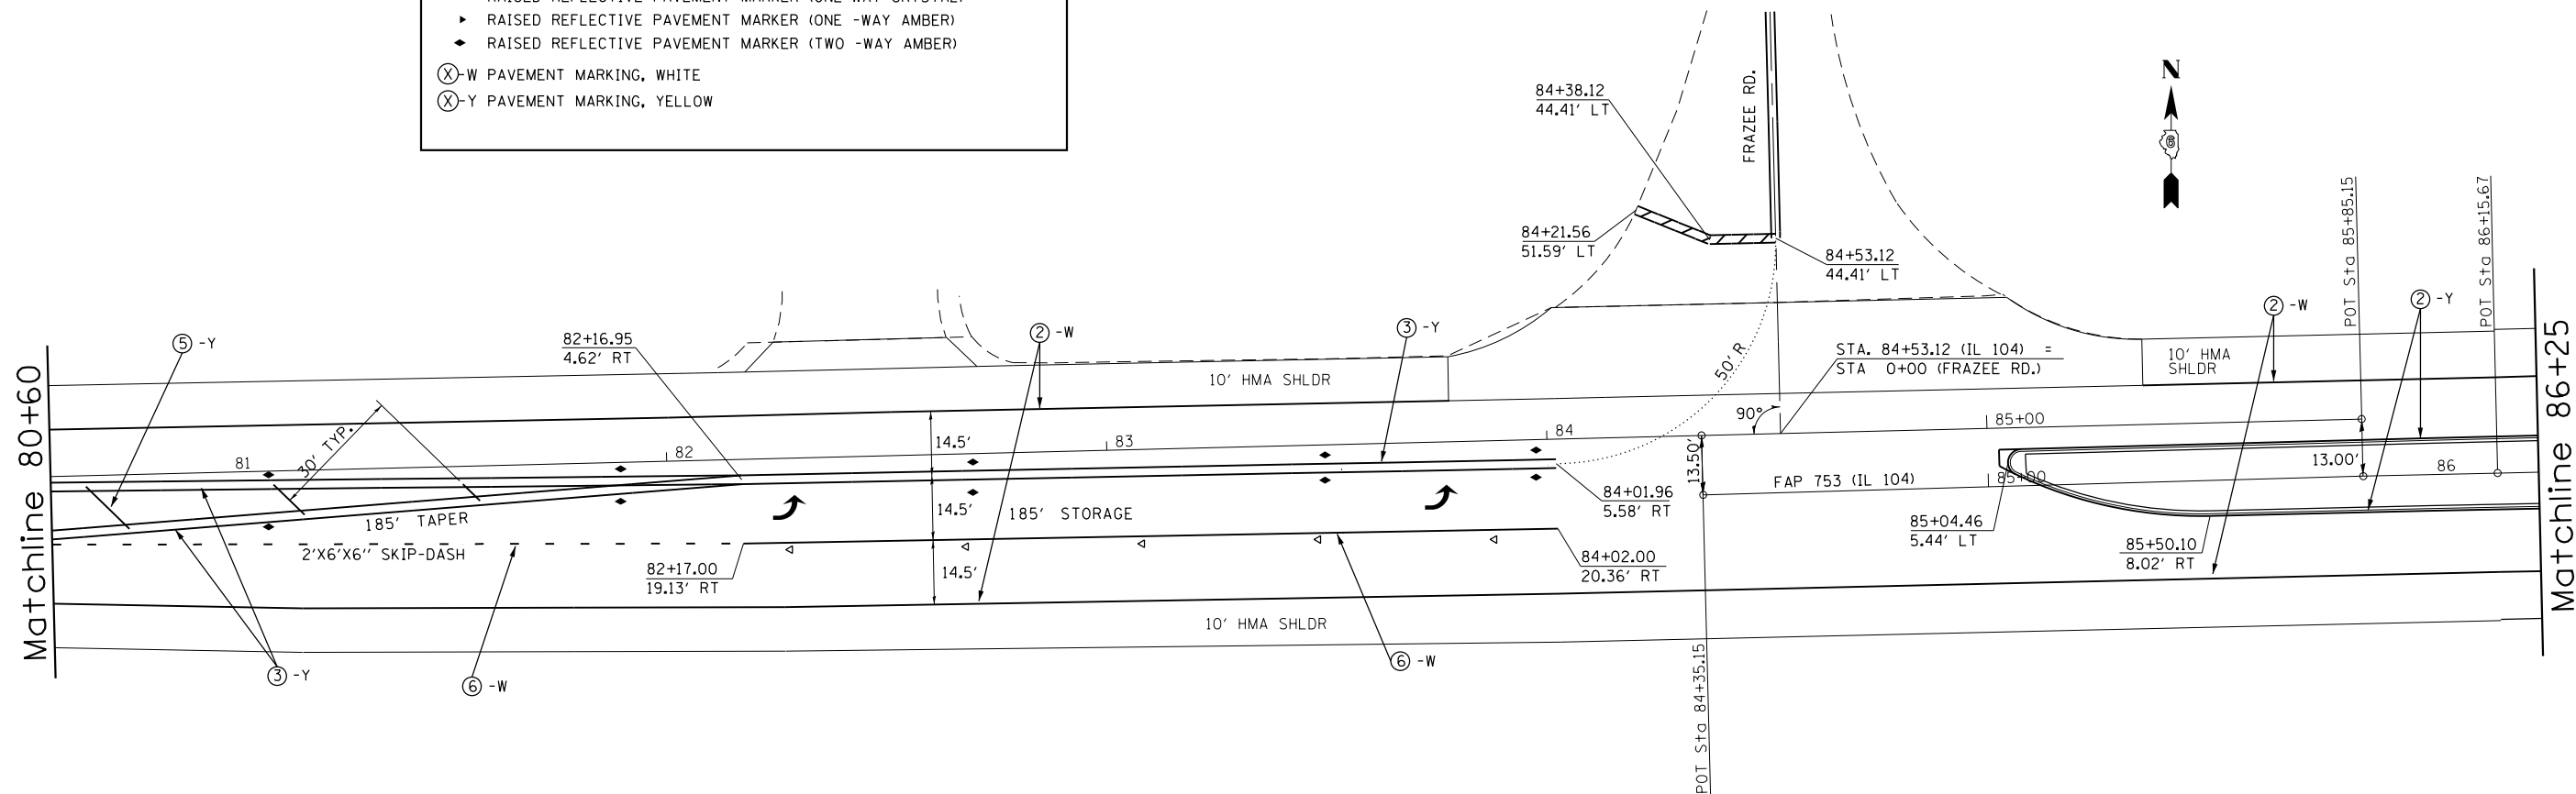 RAISED REFLECTIVE PAVEMENT MARKER (ONE-WAY CRYSTAL)
RAISED REFLECTIVE PAVEMENT MARKER (ONE -WAY AMBER)
RAISED REFLECTIVE PAVEMENT MARKER (TWO -WAY AMBER)
X-W PAVEMENT MARKING, WHITE
X-Y PAVEMENT MARKING, YELLOW
N
6
84+38.12
44.41' LT
FRAZEE RD.
84+21.56
51.59' LT
84+53.12
44.41' LT
POT Sta 85+85.15
POT Sta 86+15.67
5 -Y
82+16.95
4.62' RT
2 -W
3 -Y
2 -W
2 -Y
Matchline 80+60
Matchline 86+25
STA. 84+53.12 (IL 104) =
STA 0+00 (FRAZEE RD.)
10' HMA
SHLDR
10' HMA SHLDR
50' R
90°
30' TYP.
81
82
83
84
85+00
14.5'
14.5'
14.5'
13.50'
13.00'
86
FAP 753 (IL 104)
85+00
185' TAPER
185' STORAGE
2'X6'X6'' SKIP-DASH
84+01.96
5.58' RT
85+04.46
5.44' LT
85+50.10
8.02' RT
82+17.00
19.13' RT
84+02.00
20.36' RT
10' HMA SHLDR
3 -Y
6 -W
6 -W
POT Sta 84+35.15